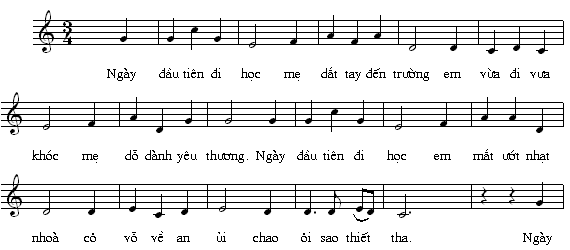 Ngày đầu tiên đi học mẹ dắt tay đến trường em vừa đi vưa
khóc mẹ dỗ dành yêu thương. Ngày đầu tiên đi học em mắt ướt nhạt
nhoà cô vỗ về an ủi chao ôi sao thiết tha. Ngày